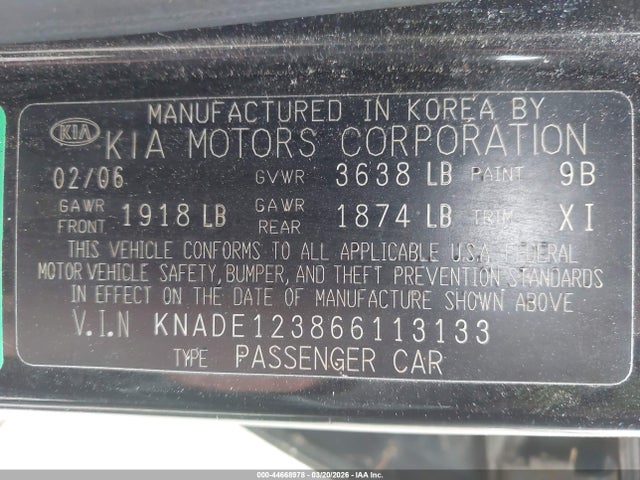 MANUFACTURED IN KOREA BY
KIA KIA MOTORS CORPORATION
02/06 GVWR 3638 LB PAINT 9B
GAWR FRONT 1918 LB GAWR REAR 1874 LB TRIM XI
THIS VEHICLE CONFORMS TO ALL APPLICABLE U.S.A. FEDERAL
MOTOR VEHICLE SAFETY, BUMPER, AND THEFT PREVENTION STANDARDS
IN EFFECT ON THE DATE OF MANUFACTURE SHOWN ABOVE
V.I.N KNADE123866113133
TYPE PASSENGER CAR
000-44668978 | 03/20/2026 | IAA Inc.